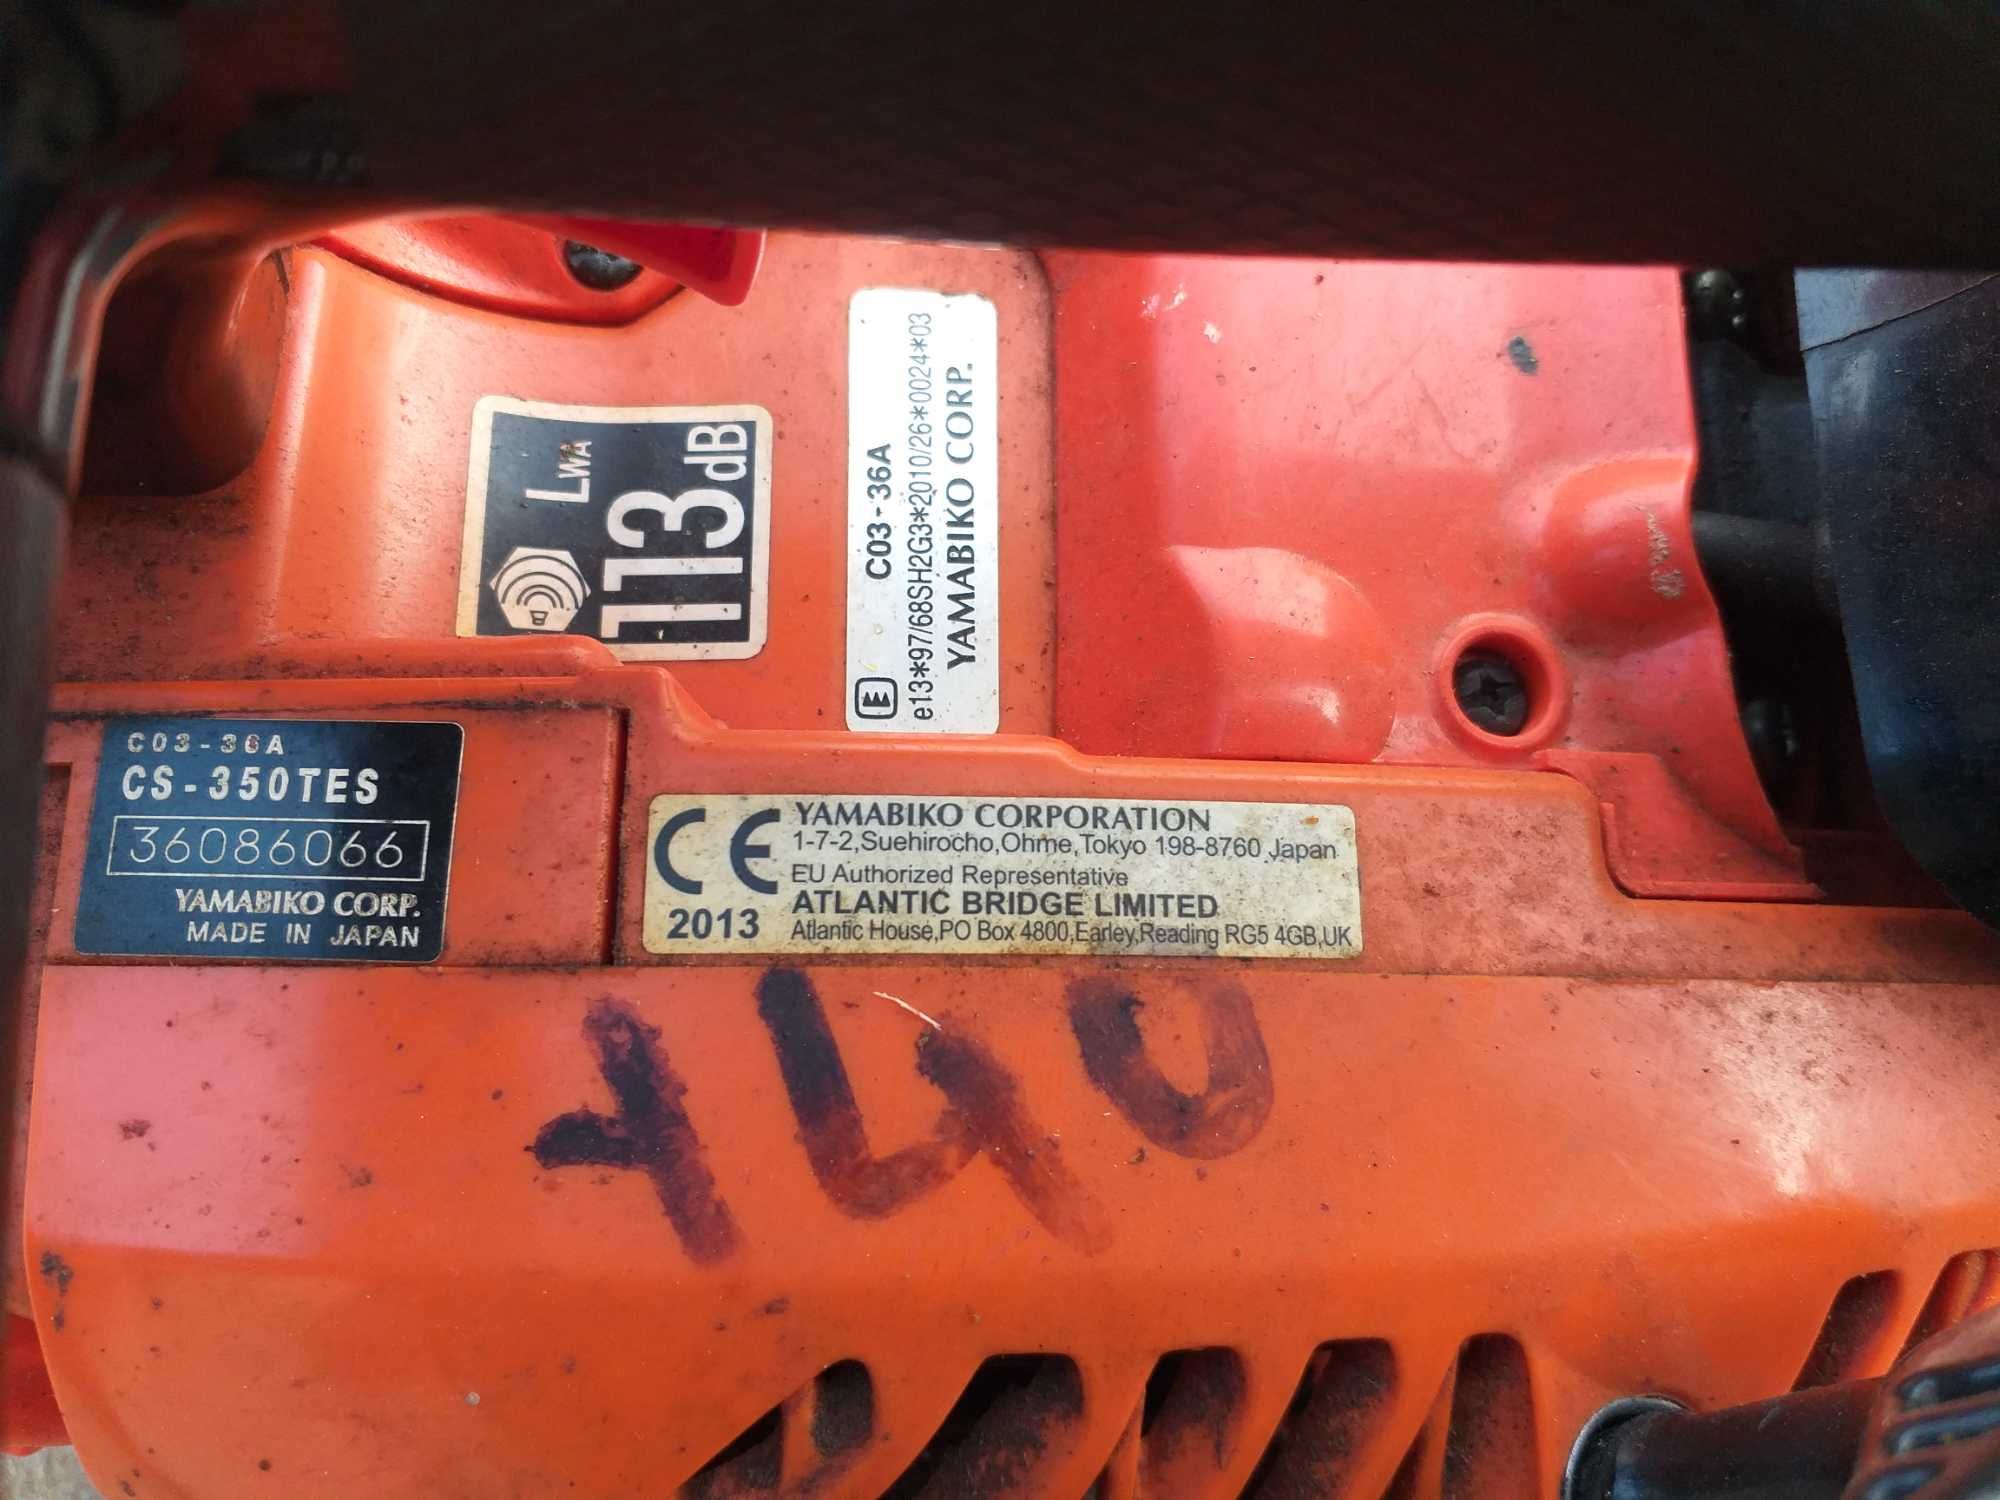 LWA
113dB
C03-36A
e13*97/68SH2G3*2010/26*0024*03
YAMABIKO CORP.
E
C03-36A
CS-350TES
36086066
YAMABIKO CORP.
MADE IN JAPAN
CE
2013
YAMABIKO CORPORATION
1-7-2,Suehirocho,Ohme,Tokyo 198-8760 Japan
EU Authorized Representative
ATLANTIC BRIDGE LIMITED
Atlantic House,PO Box 4800,Earley,Reading RG5 4GB,UK
140